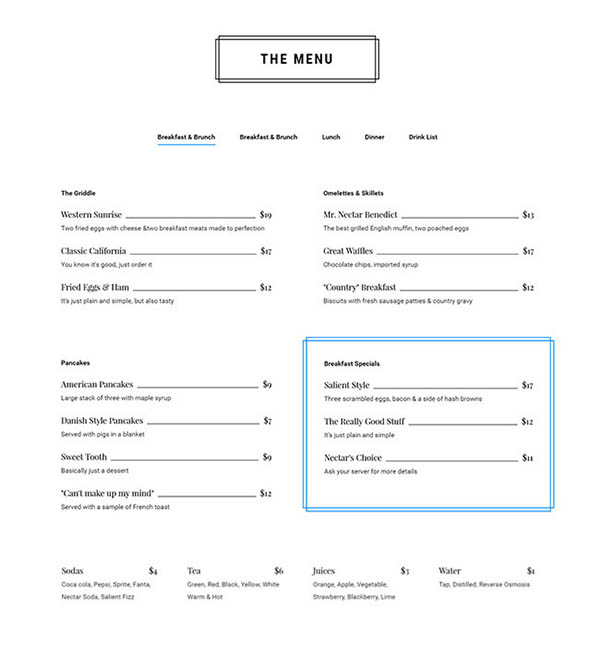 THE MENU
Breakfast & Brunch Breakfast & Brunch Lunch Dinner Drink List
The Griddle
Western Sunrise $19
Two fried eggs with cheese &two breakfast meats made to perfection
Classic California $17
You know it's good, just order it
Fried Eggs & Ham $12
It's just plain and simple, but also tasty
Omelettes & Skillets
Mr. Nectar Benedict $13
The best grilled English muffin, two poached eggs
Great Waffles $17
Chocolate chips, imported syrup
"Country" Breakfast $12
Biscuits with fresh sausage patties & country gravy
Pancakes
American Pancakes $9
Large stack of three with maple syrup
Danish Style Pancakes $7
Served with pigs in a blanket
Sweet Tooth $9
Basically just a dessert
"Can't make up my mind" $12
Served with a sample of French toast
Breakfast Specials
Salient Style $17
Three scrambled eggs, bacon & a side of hash browns
The Really Good Stuff $12
It's just plain and simple
Nectar's Choice $11
Ask your server for more details
Sodas $4
Coca cola, Pepsi, Sprite, Fanta,
Nectar Soda, Salient Fizz
Tea $6
Green, Red, Black, Yellow, White
Warm & Hot
Juices $3
Orange, Apple, Vegetable,
Strawberry, Blackberry, Lime
Water $1
Tap, Distilled, Reverse Osmosis